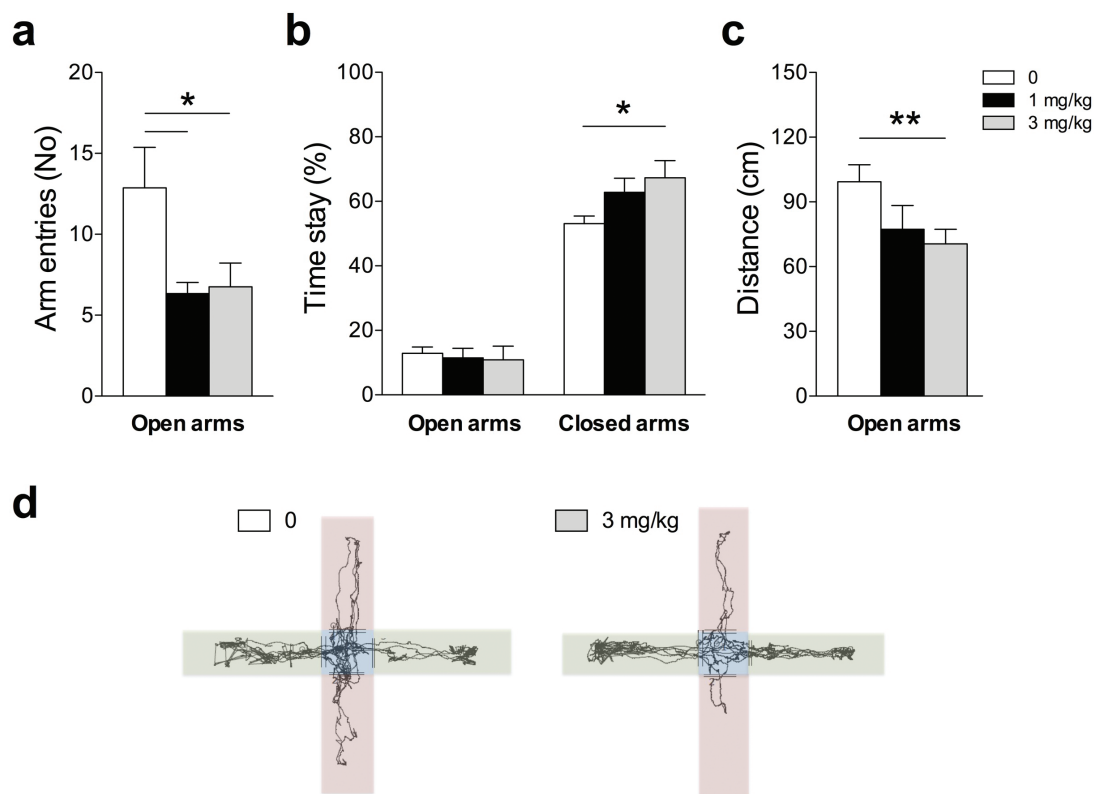 a
20
15
10
5
0
Arm entries (No)
*
Open arms
b
100
80
60
40
20
0
Time stay (%)
*
Open arms
Closed arms
c
150
120
90
60
30
0
Distance (cm)
**
Open arms
0
1 mg/kg
3 mg/kg
d
0
3 mg/kg